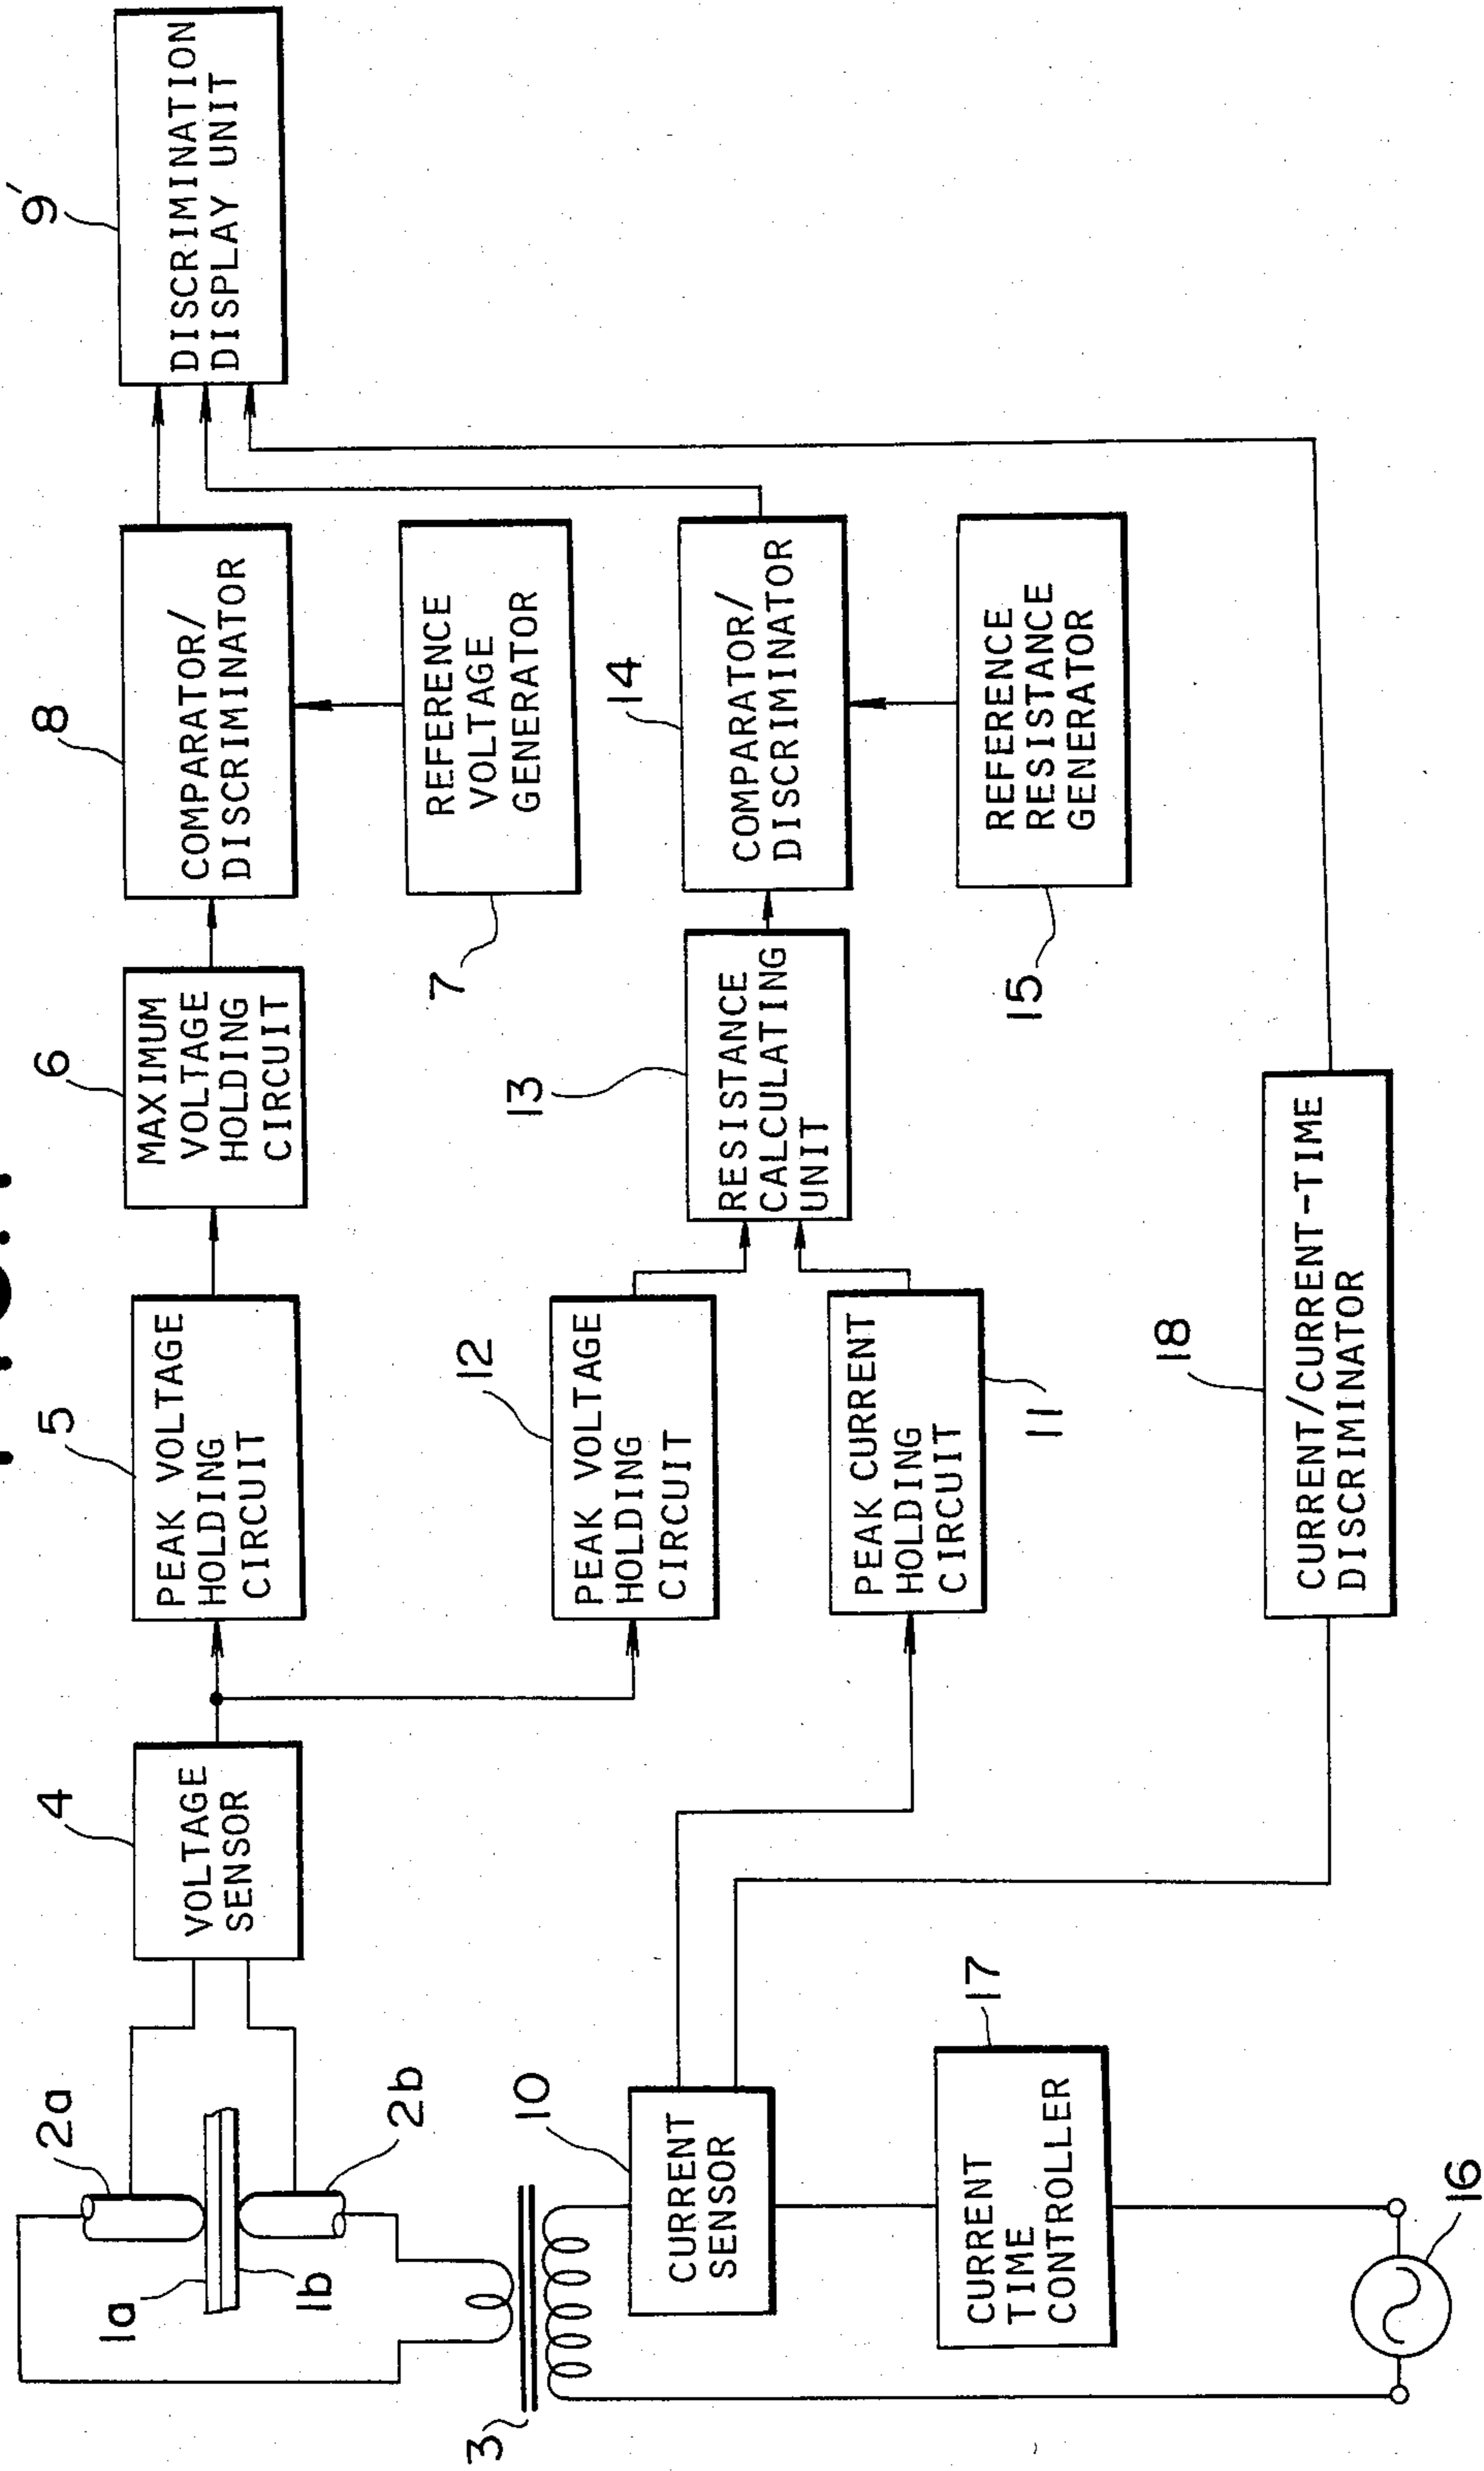 2a
1a
1b
2b
3
4
VOLTAGE
SENSOR
5
PEAK VOLTAGE
HOLDING
CIRCUIT
6
MAXIMUM
VOLTAGE
HOLDING
CIRCUIT
8
COMPARATOR/
DISCRIMINATOR
9'
DISCRIMINATION
DISPLAY UNIT
7
REFERENCE
VOLTAGE
GENERATOR
12
PEAK VOLTAGE
HOLDING
CIRCUIT
13
RESISTANCE
CALCULATING
UNIT
14
COMPARATOR/
DISCRIMINATOR
15
REFERENCE
RESISTANCE
GENERATOR
10
CURRENT
SENSOR
11
PEAK CURRENT
HOLDING
CIRCUIT
17
CURRENT
TIME
CONTROLLER
18
CURRENT/CURRENT-TIME
DISCRIMINATOR
16